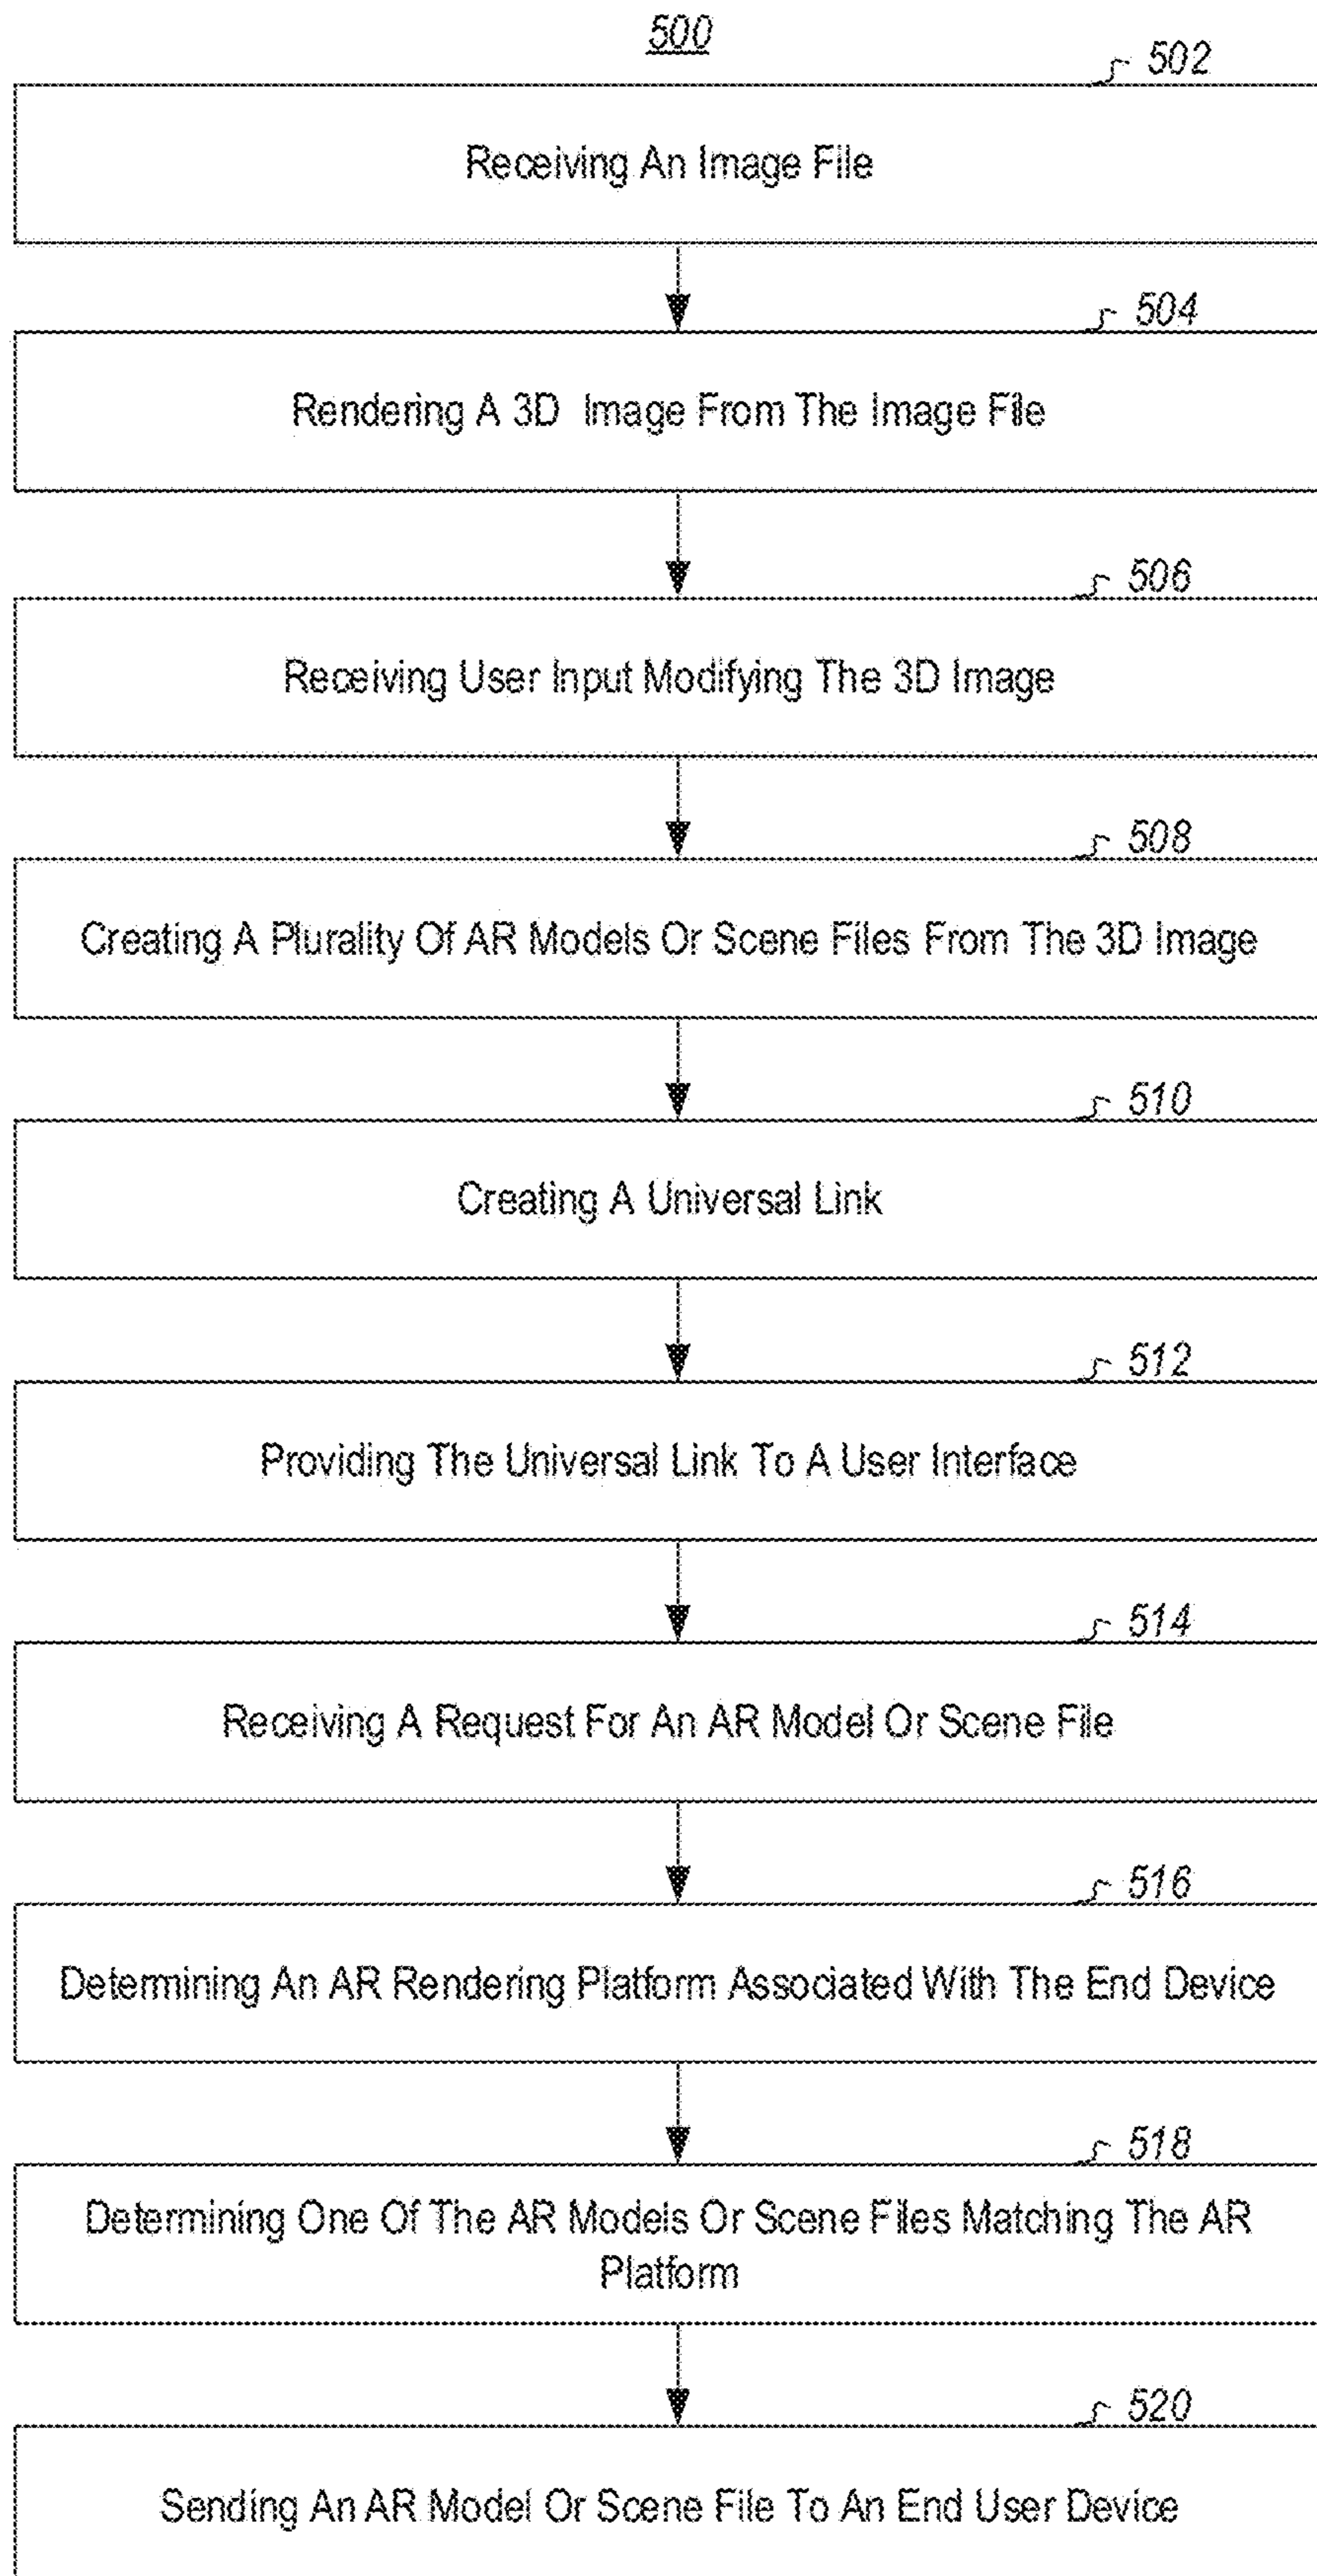 500
502
Receiving An Image File
504
Rendering A 3D Image From The Image File
506
Receiving User Input Modifying The 3D Image
508
Creating A Plurality Of AR Models Or Scene Files From The 3D Image
510
Creating A Universal Link
512
Providing The Universal Link To A User Interface
514
Receiving A Request For An AR Model Or Scene File
516
Determining An AR Rendering Platform Associated With The End Device
518
Determining One Of The AR Models Or Scene Files Matching The AR
Platform
520
Sending An AR Model Or Scene File To An End User Device